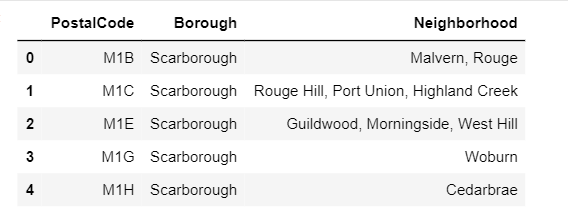 PostalCode Borough Neighborhood
0 M1B Scarborough Malvern, Rouge
1 M1C Scarborough Rouge Hill, Port Union, Highland Creek
2 M1E Scarborough Guildwood, Morningside, West Hill
3 M1G Scarborough Woburn
4 M1H Scarborough Cedarbrae